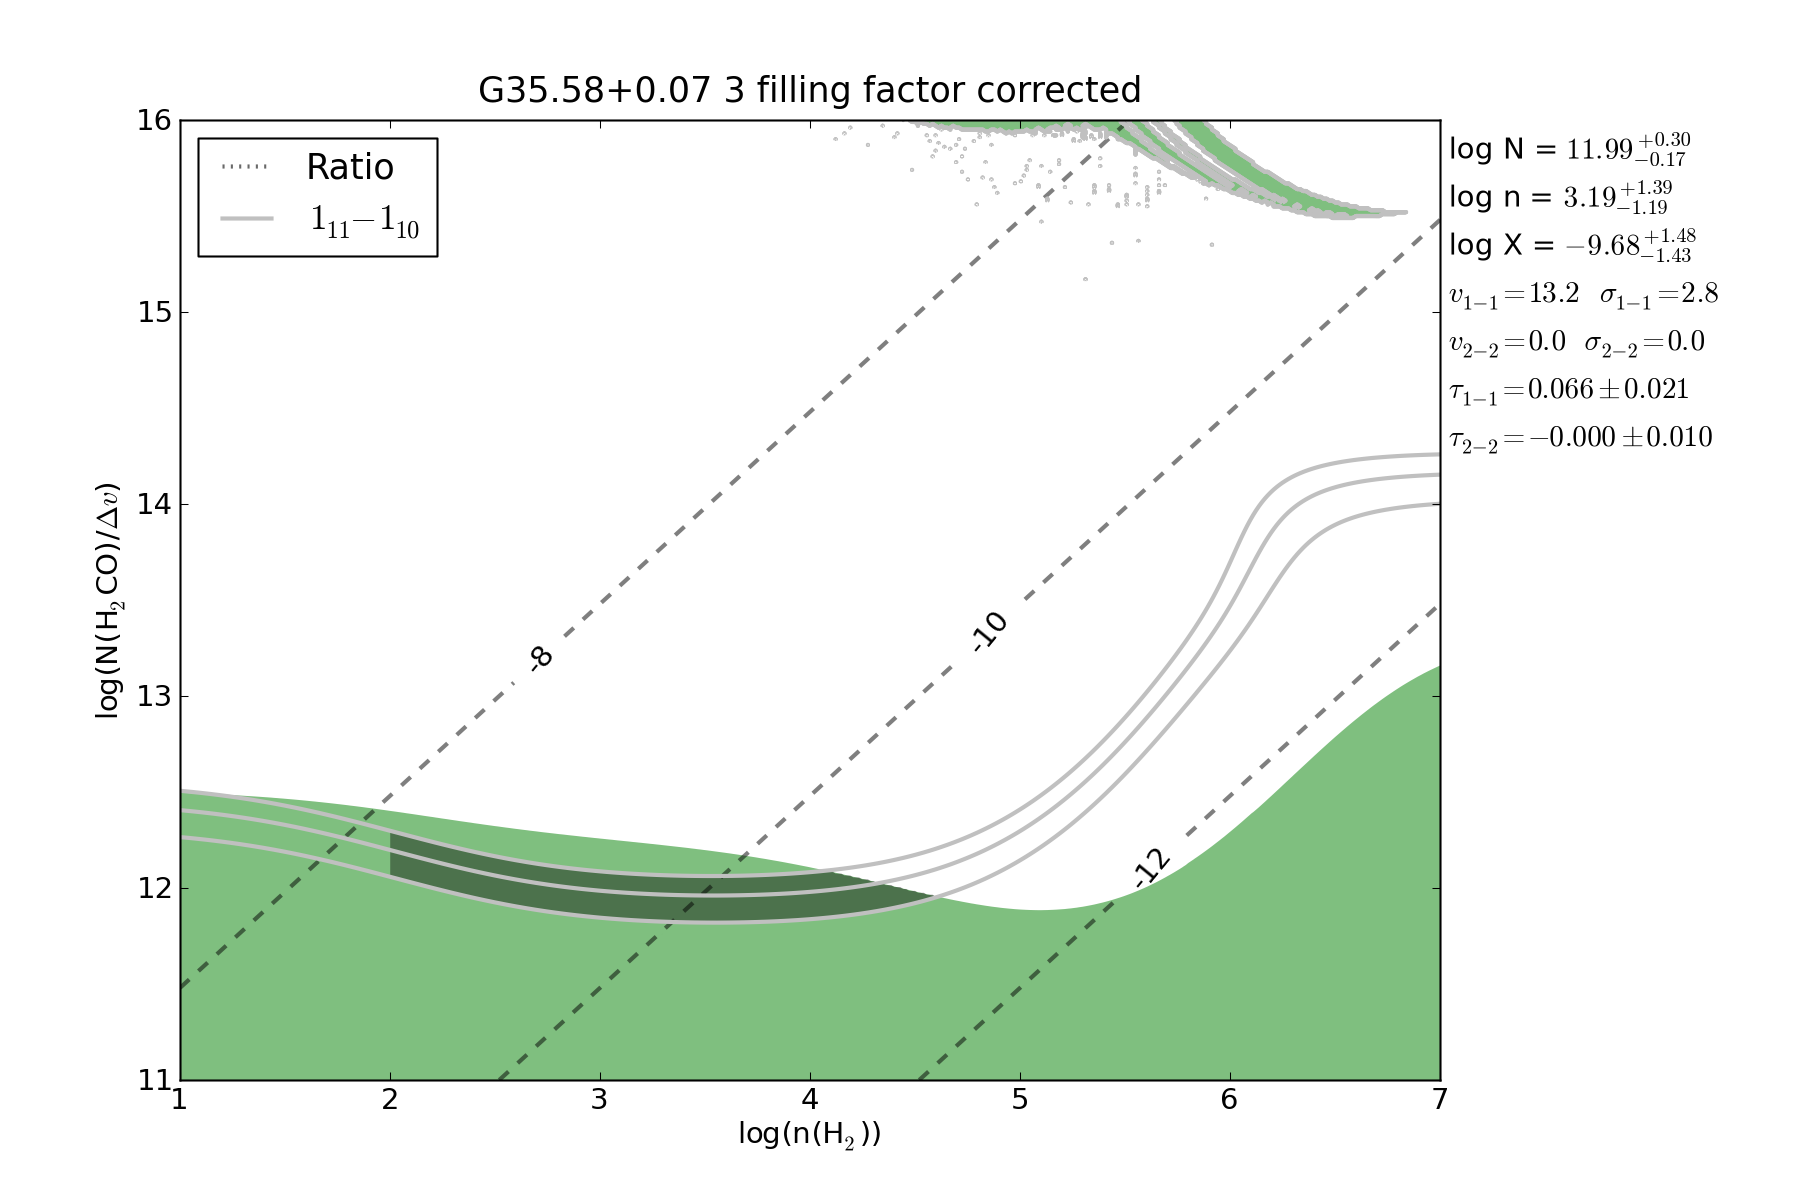 G35.58+0.07 3 filling factor corrected
Ratio
1₁₁−1₁₀
log N = 11.99^{+0.30}_{−0.17}
log n = 3.19^{+1.39}_{−1.19}
log X = −9.68^{+1.48}_{−1.43}
v₁₋₁=13.2 σ₁₋₁=2.8
v₂₋₂=0.0 σ₂₋₂=0.0
τ₁₋₁=0.066±0.021
τ₂₋₂=−0.000±0.010
16
15
14
13
12
11
log(N(H₂CO)/Δv)
-8
-10
-12
1 2 3 4 5 6 7
log(n(H₂))